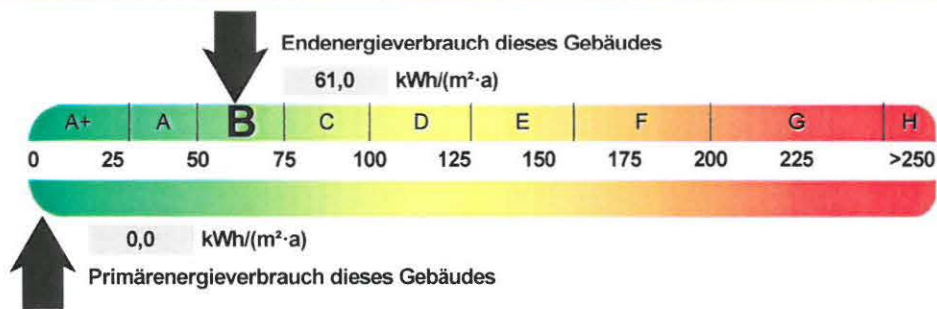 Endenergieverbrauch dieses Gebäudes
61,0 kWh/(m²·a)
A+ A B C D E F G H
0 25 50 75 100 125 150 175 200 225 >250
0,0 kWh/(m²·a)
Primärenergieverbrauch dieses Gebäudes